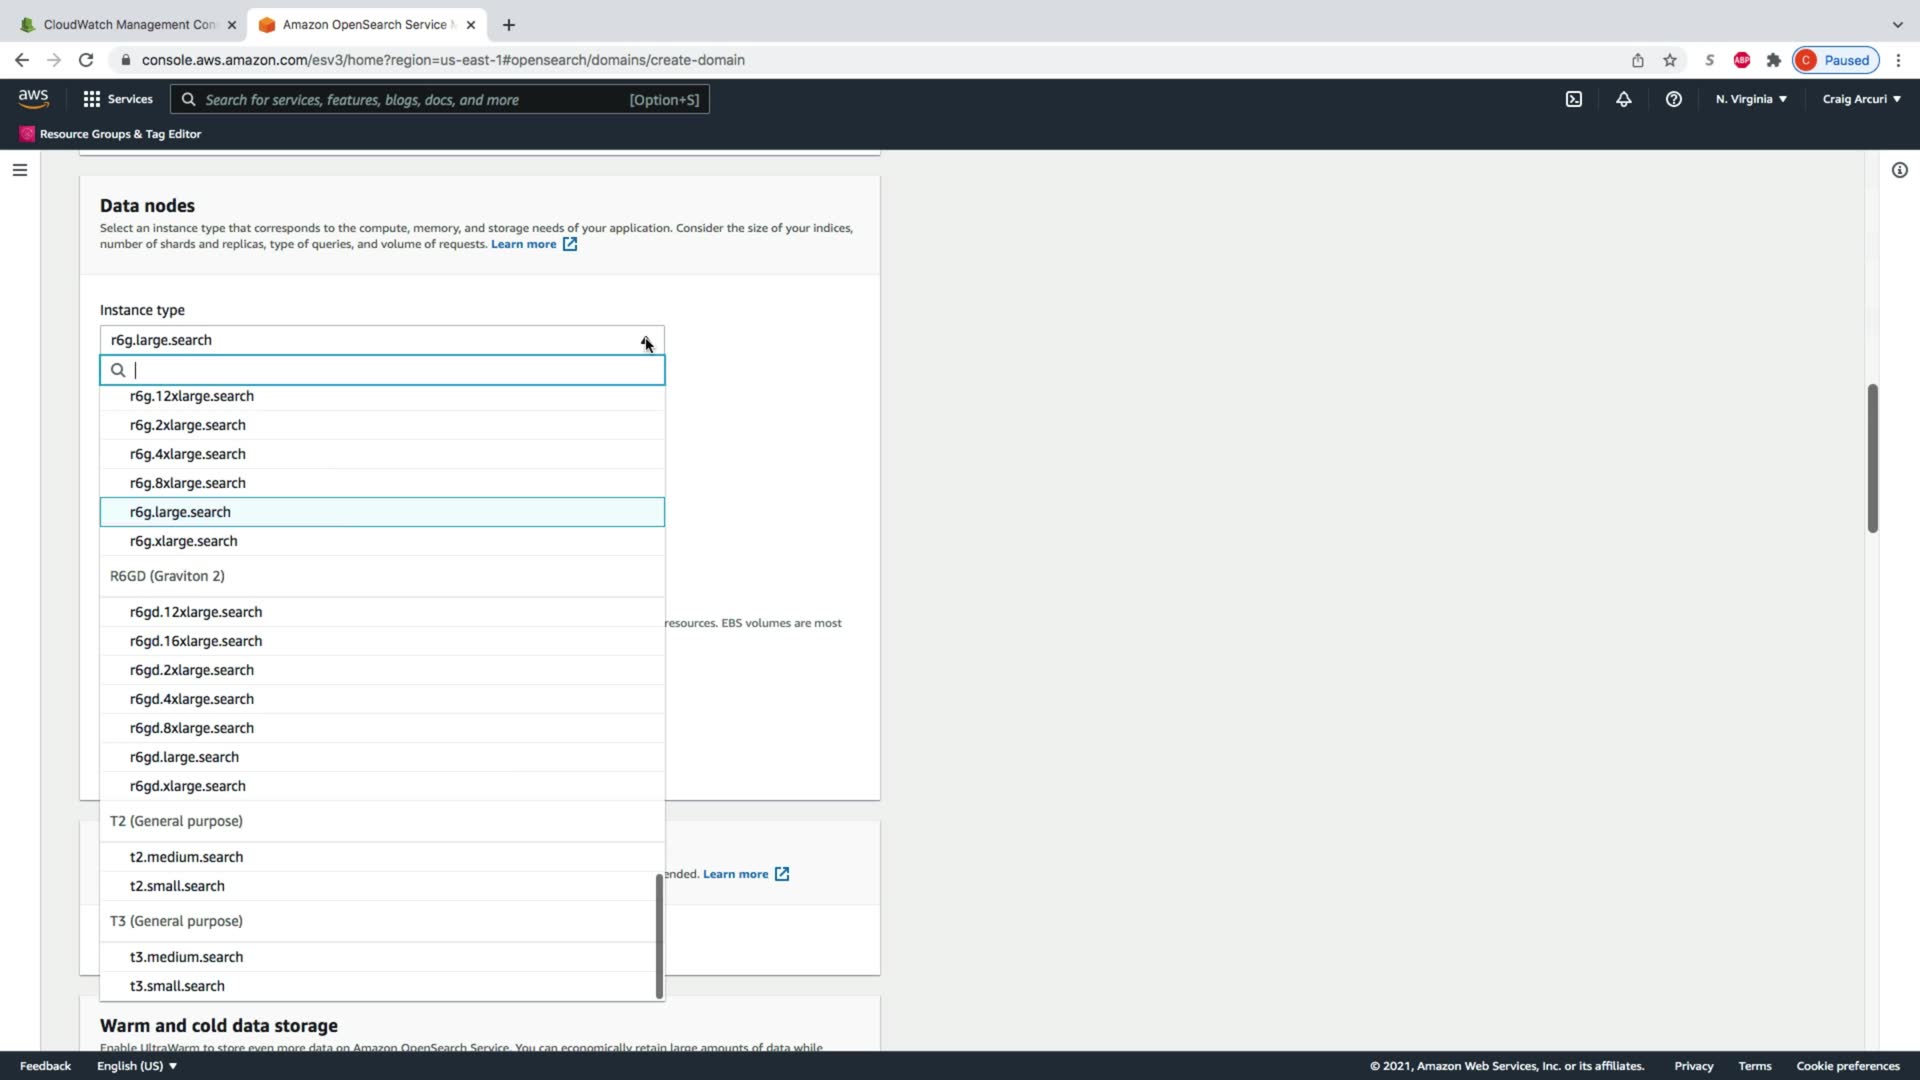 CloudWatch Management Con
Amazon OpenSearch Service M
console.aws.amazon.com/esv3/home?region=us-east-1#opensearch/domains/create-domain
S
ABP
C Paused
aws
Services
Search for services, features, blogs, docs, and more [Option+S]
N. Virginia ▼
Craig Arcuri ▼
Resource Groups & Tag Editor
Data nodes
Select an instance type that corresponds to the compute, memory, and storage needs of your application. Consider the size of your indices,
number of shards and replicas, type of queries, and volume of requests. Learn more
Instance type
r6g.large.search
r6g.12xlarge.search
r6g.2xlarge.search
r6g.4xlarge.search
r6g.8xlarge.search
r6g.large.search
r6g.xlarge.search
R6GD (Graviton 2)
r6gd.12xlarge.search
resources. EBS volumes are most
r6gd.16xlarge.search
r6gd.2xlarge.search
r6gd.4xlarge.search
r6gd.8xlarge.search
r6gd.large.search
r6gd.xlarge.search
T2 (General purpose)
t2.medium.search
ended. Learn more
t2.small.search
T3 (General purpose)
t3.medium.search
t3.small.search
Warm and cold data storage
Enable UltraWarm to store even more data on Amazon OpenSearch Service. You can economically retain large amounts of data while
Feedback
English (US) ▼
© 2021, Amazon Web Services, Inc. or its affiliates.
Privacy
Terms
Cookie preferences